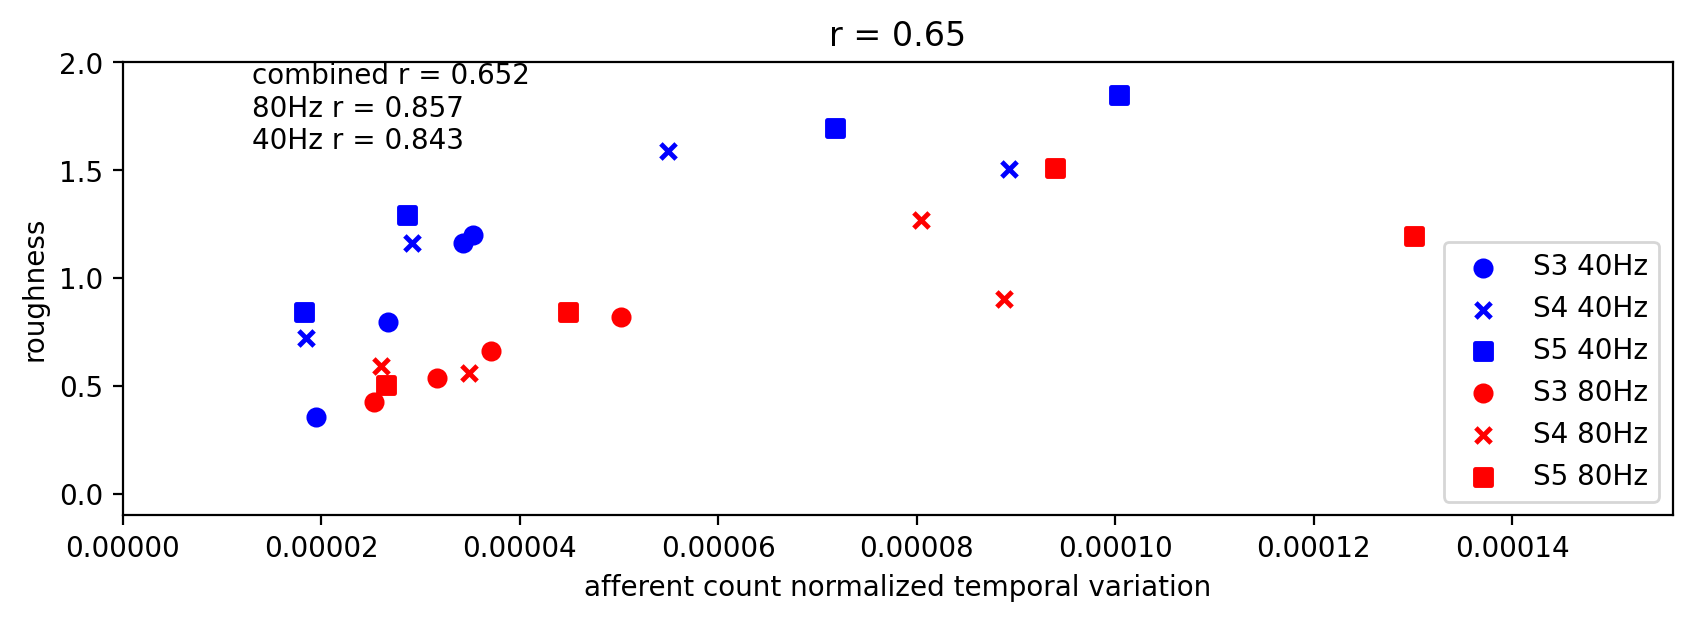 r = 0.65
combined r = 0.652
80Hz r = 0.857
40Hz r = 0.843
2.0
1.5
1.0
0.5
0.0
roughness
S3 40Hz
S4 40Hz
S5 40Hz
S3 80Hz
S4 80Hz
S5 80Hz
0.00000 0.00002 0.00004 0.00006 0.00008 0.00010 0.00012 0.00014
afferent count normalized temporal variation